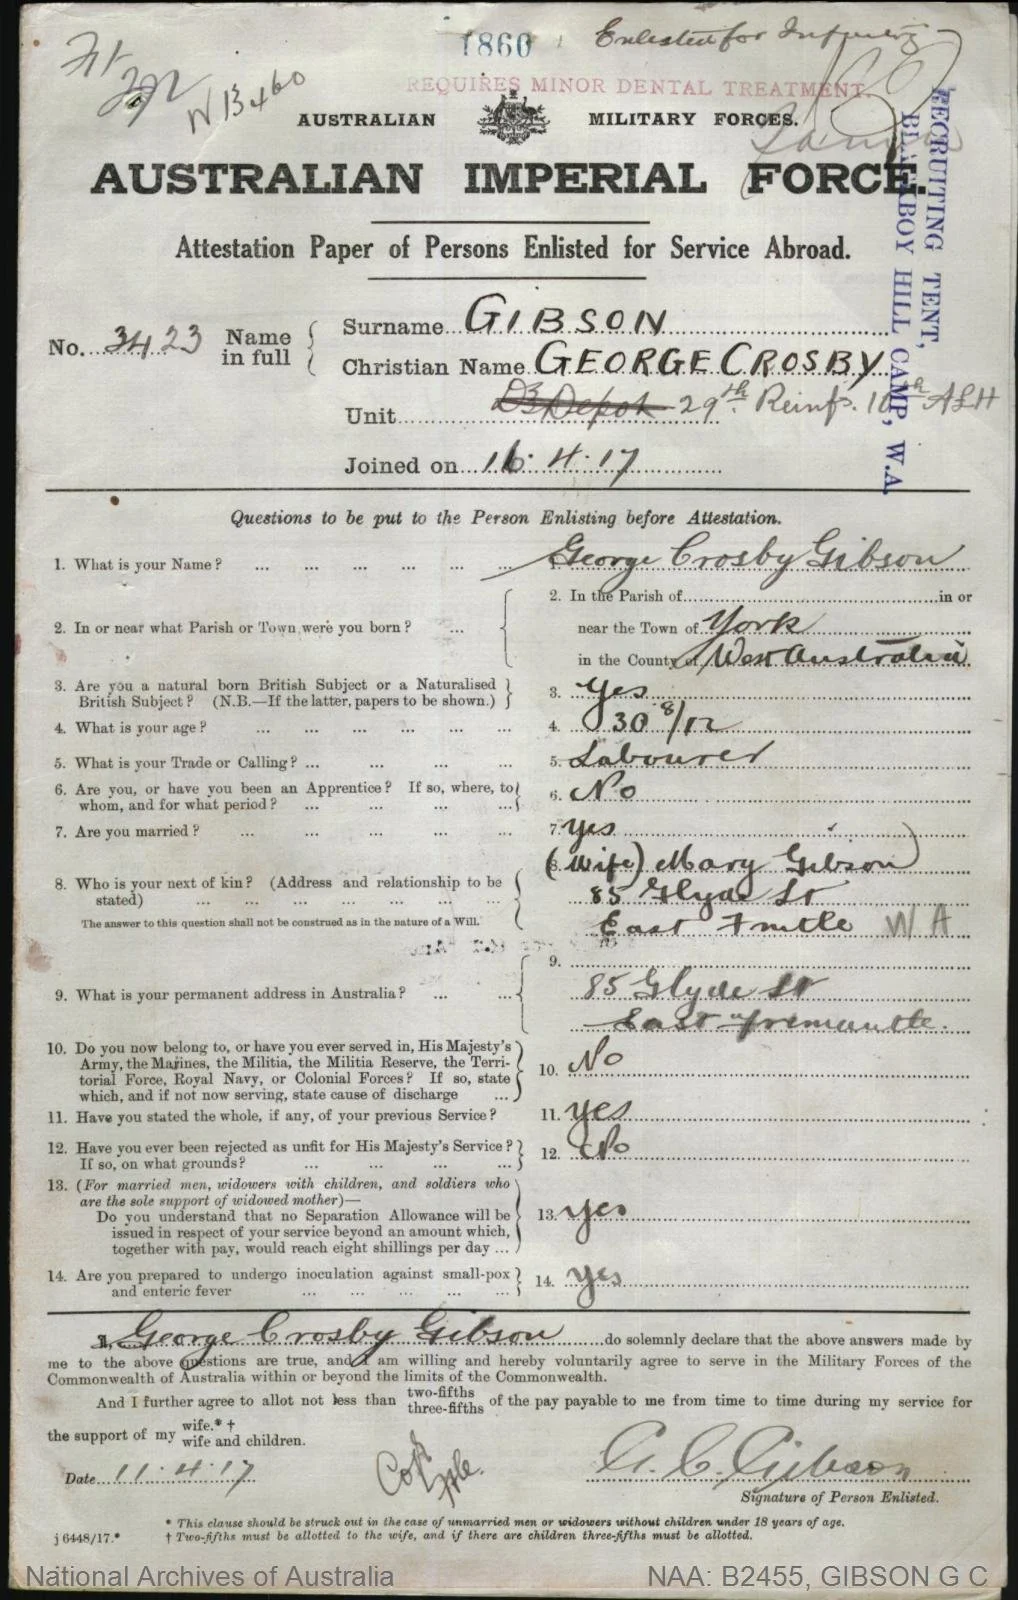 1860
Enlisted for Infantry
REQUIRES MINOR DENTAL TREATMENT
W 13460
AUSTRALIAN MILITARY FORCES.
AUSTRALIAN IMPERIAL FORCE.
RECRUITING TENT,
BLACKBOY HILL CAMP, W.A.
Attestation Paper of Persons Enlisted for Service Abroad.
No. 3423 Name in full
Surname GIBSON
Christian Name GEORGE CROSBY
Unit D3 Depot 29th Reinfs. 10th ALH
Joined on 16.4.17
Questions to be put to the Person Enlisting before Attestation.
1. What is your Name? ... ... ... ... ... ... 1. George Crosby Gibson
2. In or near what Parish or Town were you born? ...
2. In the Parish of in or
near the Town of York
in the County of West Australia
3. Are you a natural born British Subject or a Naturalised
British Subject? (N.B.—If the latter, papers to be shown.) 3. Yes
4. What is your age? ... ... ... ... ... ... 4. 30 8/12
5. What is your Trade or Calling? ... ... ... ... 5. Labourer
6. Are you, or have you been an Apprentice? If so, where, to
whom, and for what period? ... ... ... ... 6. No
7. Are you married? ... ... ... ... ... 7. Yes
8. Who is your next of kin? (Address and relationship to be
stated) ... ... ... ... ... ... ...
The answer to this question shall not be construed as in the nature of a Will.
8. (Wife) Mary Gibson
85 Glyde St
East Fmtle W A
9. What is your permanent address in Australia? ... ...
9.
85 Glyde St
East Fremantle.
10. Do you now belong to, or have you ever served in, His Majesty's
Army, the Marines, the Militia, the Militia Reserve, the Terri-
torial Force, Royal Navy, or Colonial Forces? If so, state
which, and if not now serving, state cause of discharge ...
10. No
11. Have you stated the whole, if any, of your previous Service? 11. Yes
12. Have you ever been rejected as unfit for His Majesty's Service?
If so, on what grounds? ... ... ... ... 12. No
13. (For married men, widowers with children, and soldiers who
are the sole support of widowed mother)—
Do you understand that no Separation Allowance will be
issued in respect of your service beyond an amount which,
together with pay, would reach eight shillings per day ...
13. Yes
14. Are you prepared to undergo inoculation against small-pox
and enteric fever ... ... ... ... 14. Yes
I, George Crosby Gibson do solemnly declare that the above answers made by
me to the above questions are true, and I am willing and hereby voluntarily agree to serve in the Military Forces of the
Commonwealth of Australia within or beyond the limits of the Commonwealth.
And I further agree to allot not less than two-fifths three-fifths of the pay payable to me from time to time during my service for
the support of my wife.* † wife and children.
Date 11.4.17
G. C. Gibson
Signature of Person Enlisted.
* This clause should be struck out in the case of unmarried men or widowers without children under 18 years of age.
j 6448/17.* † Two-fifths must be allotted to the wife, and if there are children three-fifths must be allotted.
National Archives of Australia NAA: B2455, GIBSON G C